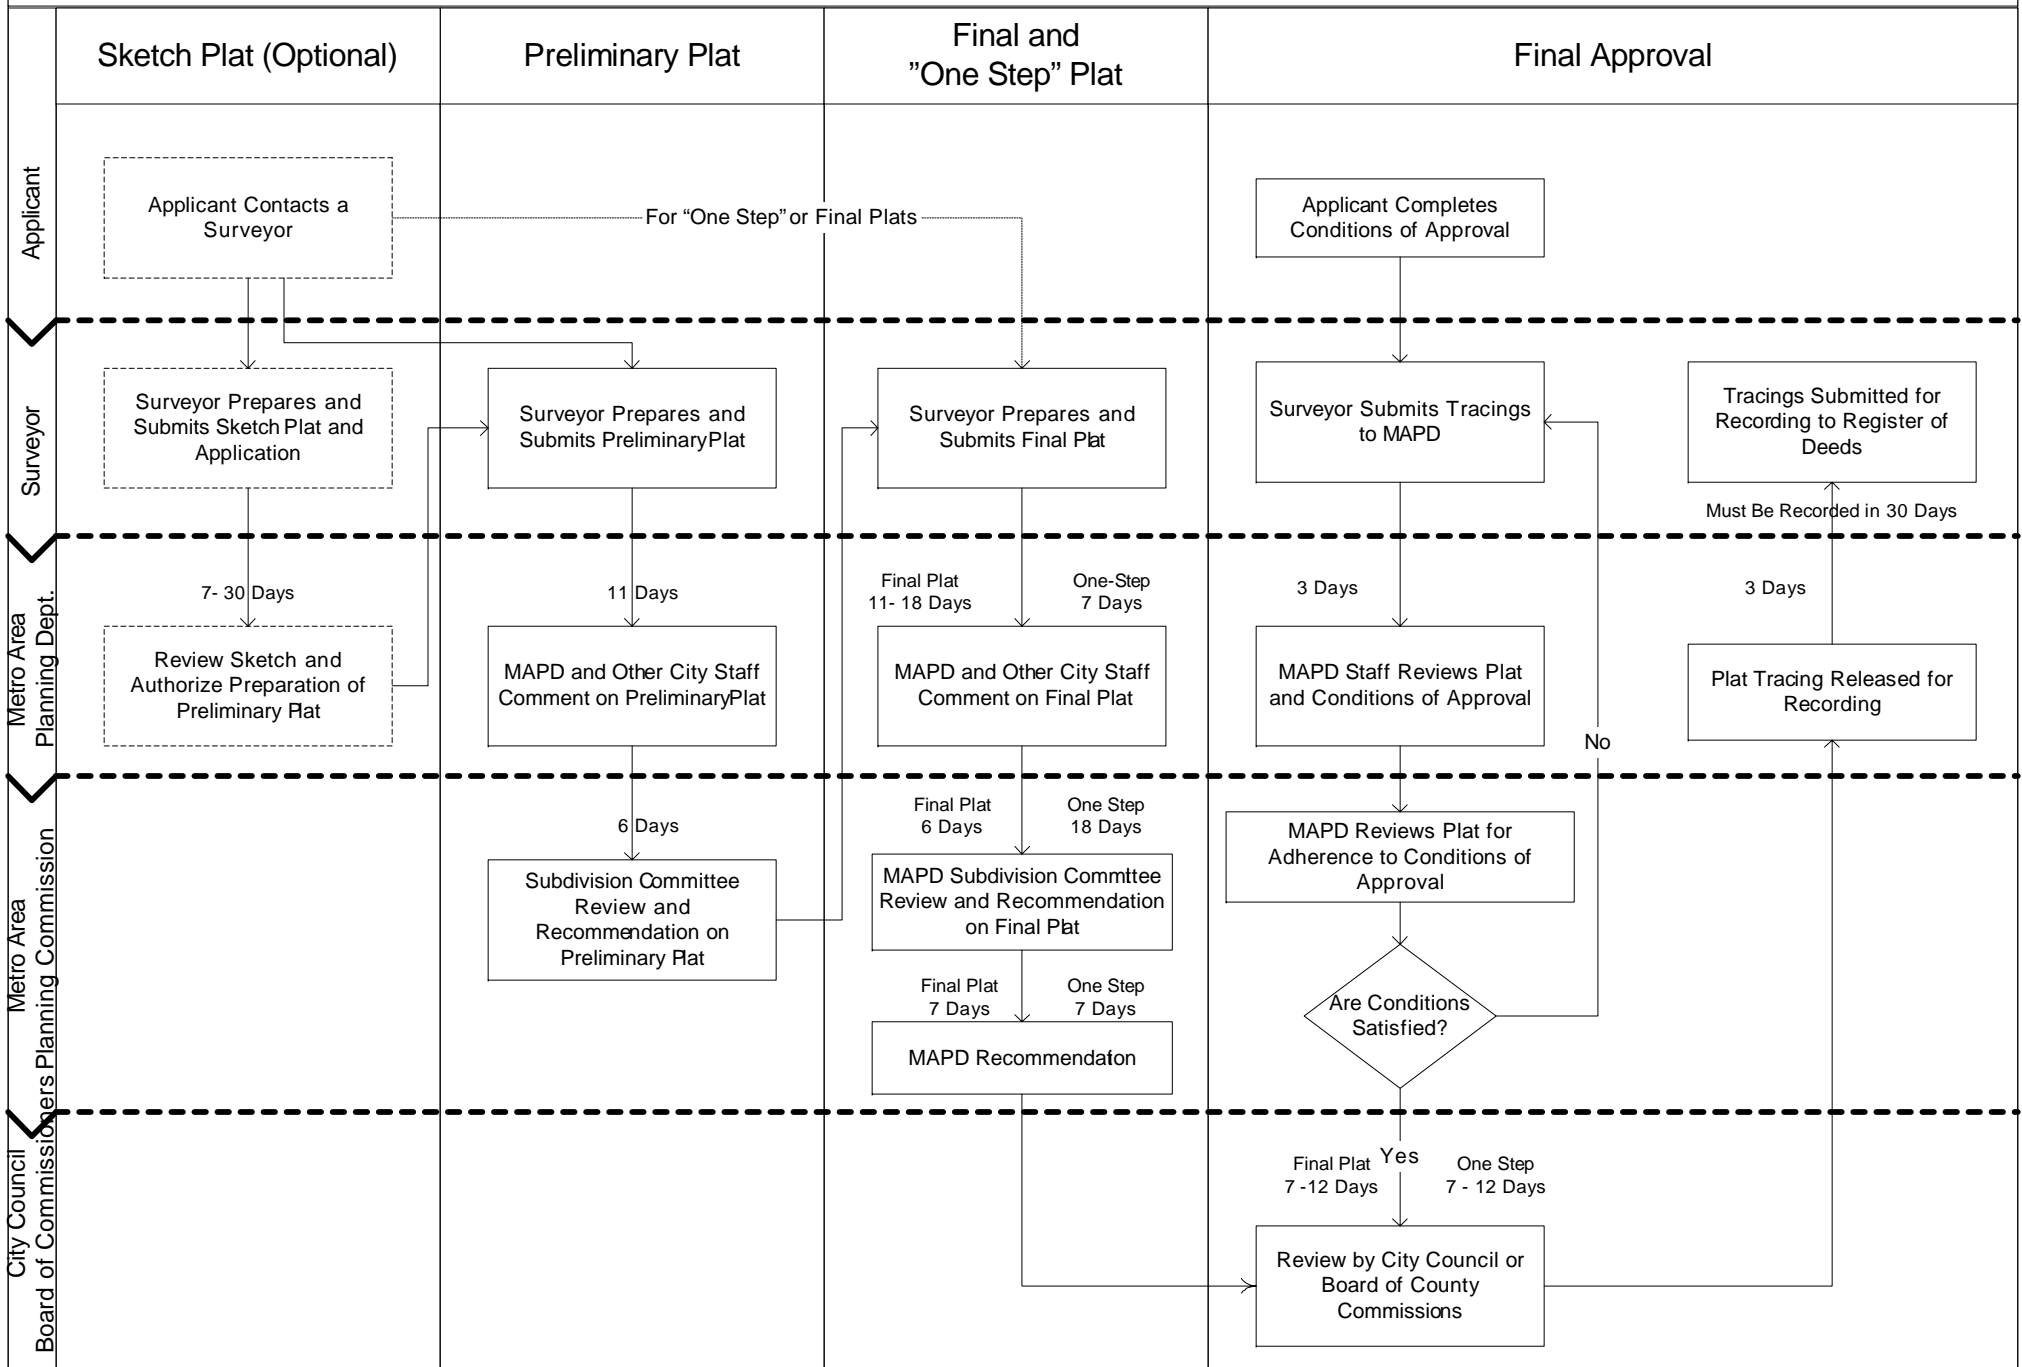 Sketch Plat (Optional)
Preliminary Plat
Final and
”One Step” Plat
Final Approval
Applicant
Applicant Contacts a
Surveyor
For “One Step” or Final Plats
Applicant Completes
Conditions of Approval
Surveyor
Surveyor Prepares and
Submits Sketch Plat and
Application
Surveyor Prepares and
Submits Preliminary Plat
Surveyor Prepares and
Submits Final Plat
Surveyor Submits Tracings
to MAPD
Tracings Submitted for
Recording to Register of
Deeds
Must Be Recorded in 30 Days
Metro Area
Planning Dept.
7- 30 Days
11 Days
Final Plat
11- 18 Days
One-Step
7 Days
3 Days
3 Days
Review Sketch and
Authorize Preparation of
Preliminary Plat
MAPD and Other City Staff
Comment on Preliminary Plat
MAPD and Other City Staff
Comment on Final Plat
MAPD Staff Reviews Plat
and Conditions of Approval
Plat Tracing Released for
Recording
No
Metro Area
Planning Commission
6 Days
Final Plat
6 Days
One Step
18 Days
Subdivision Committee
Review and
Recommendation on
Preliminary Plat
MAPD Subdivision Commttee
Review and Recommendation
on Final Plat
MAPD Reviews Plat for
Adherence to Conditions of
Approval
Final Plat
7 Days
One Step
7 Days
MAPD Recommendation
Are Conditions
Satisfied?
City Council
Board of Commissioners
Yes
Final Plat
7 -12 Days
One Step
7 - 12 Days
Review by City Council or
Board of County
Commissions